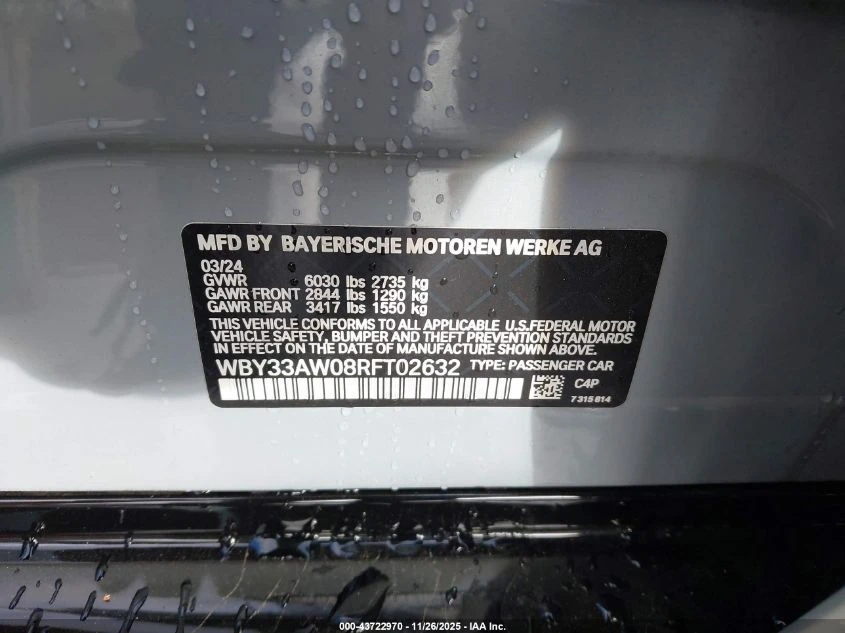 MFD BY BAYERISCHE MOTOREN WERKE AG
03/24
GVWR 6030 lbs 2735 kg
GAWR FRONT 2844 lbs 1290 kg
GAWR REAR 3417 lbs 1550 kg
THIS VEHICLE CONFORMS TO ALL APPLICABLE U.S.FEDERAL MOTOR
VEHICLE SAFETY, BUMPER AND THEFT PREVENTION STANDARDS
IN EFFECT ON THE DATE OF MANUFACTURE SHOWN ABOVE.
WBY33AW08RFT02632 TYPE: PASSENGER CAR
C4P
7315814
000-43722970 - 11/26/2025 - IAA Inc.